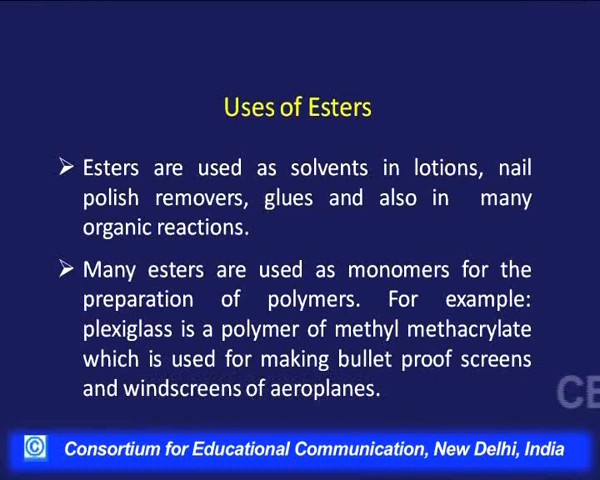 Uses of Esters
➢ Esters are used as solvents in lotions, nail
polish removers, glues and also in many
organic reactions.
➢ Many esters are used as monomers for the
preparation of polymers. For example:
plexiglass is a polymer of methyl methacrylate
which is used for making bullet proof screens
and windscreens of aeroplanes.
CE
© Consortium for Educational Communication, New Delhi, India